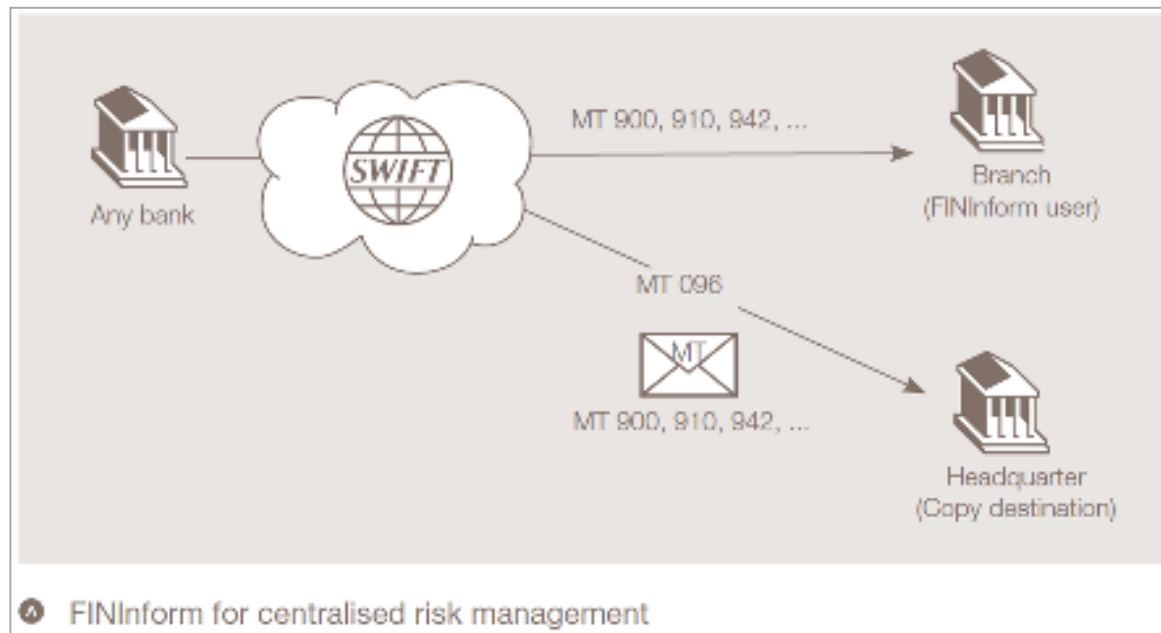 MT 900, 910, 942, ...
SWIFT
Any bank
Branch
(FINInform user)
MT 096
MT
MT 900, 910, 942, ...
Headquarter
(Copy destination)
FINInform for centralised risk management